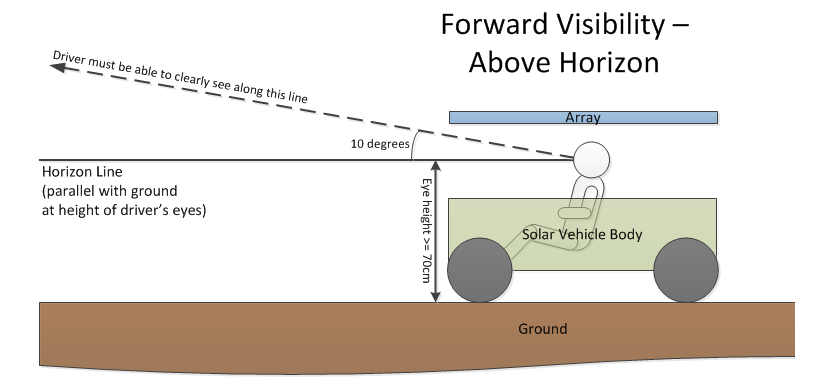 Forward Visibility –
Above Horizon
Driver must be able to clearly see along this line
Array
10 degrees
Horizon Line
(parallel with ground
at height of driver's eyes)
Eye height >= 70cm
Solar Vehicle Body
Ground